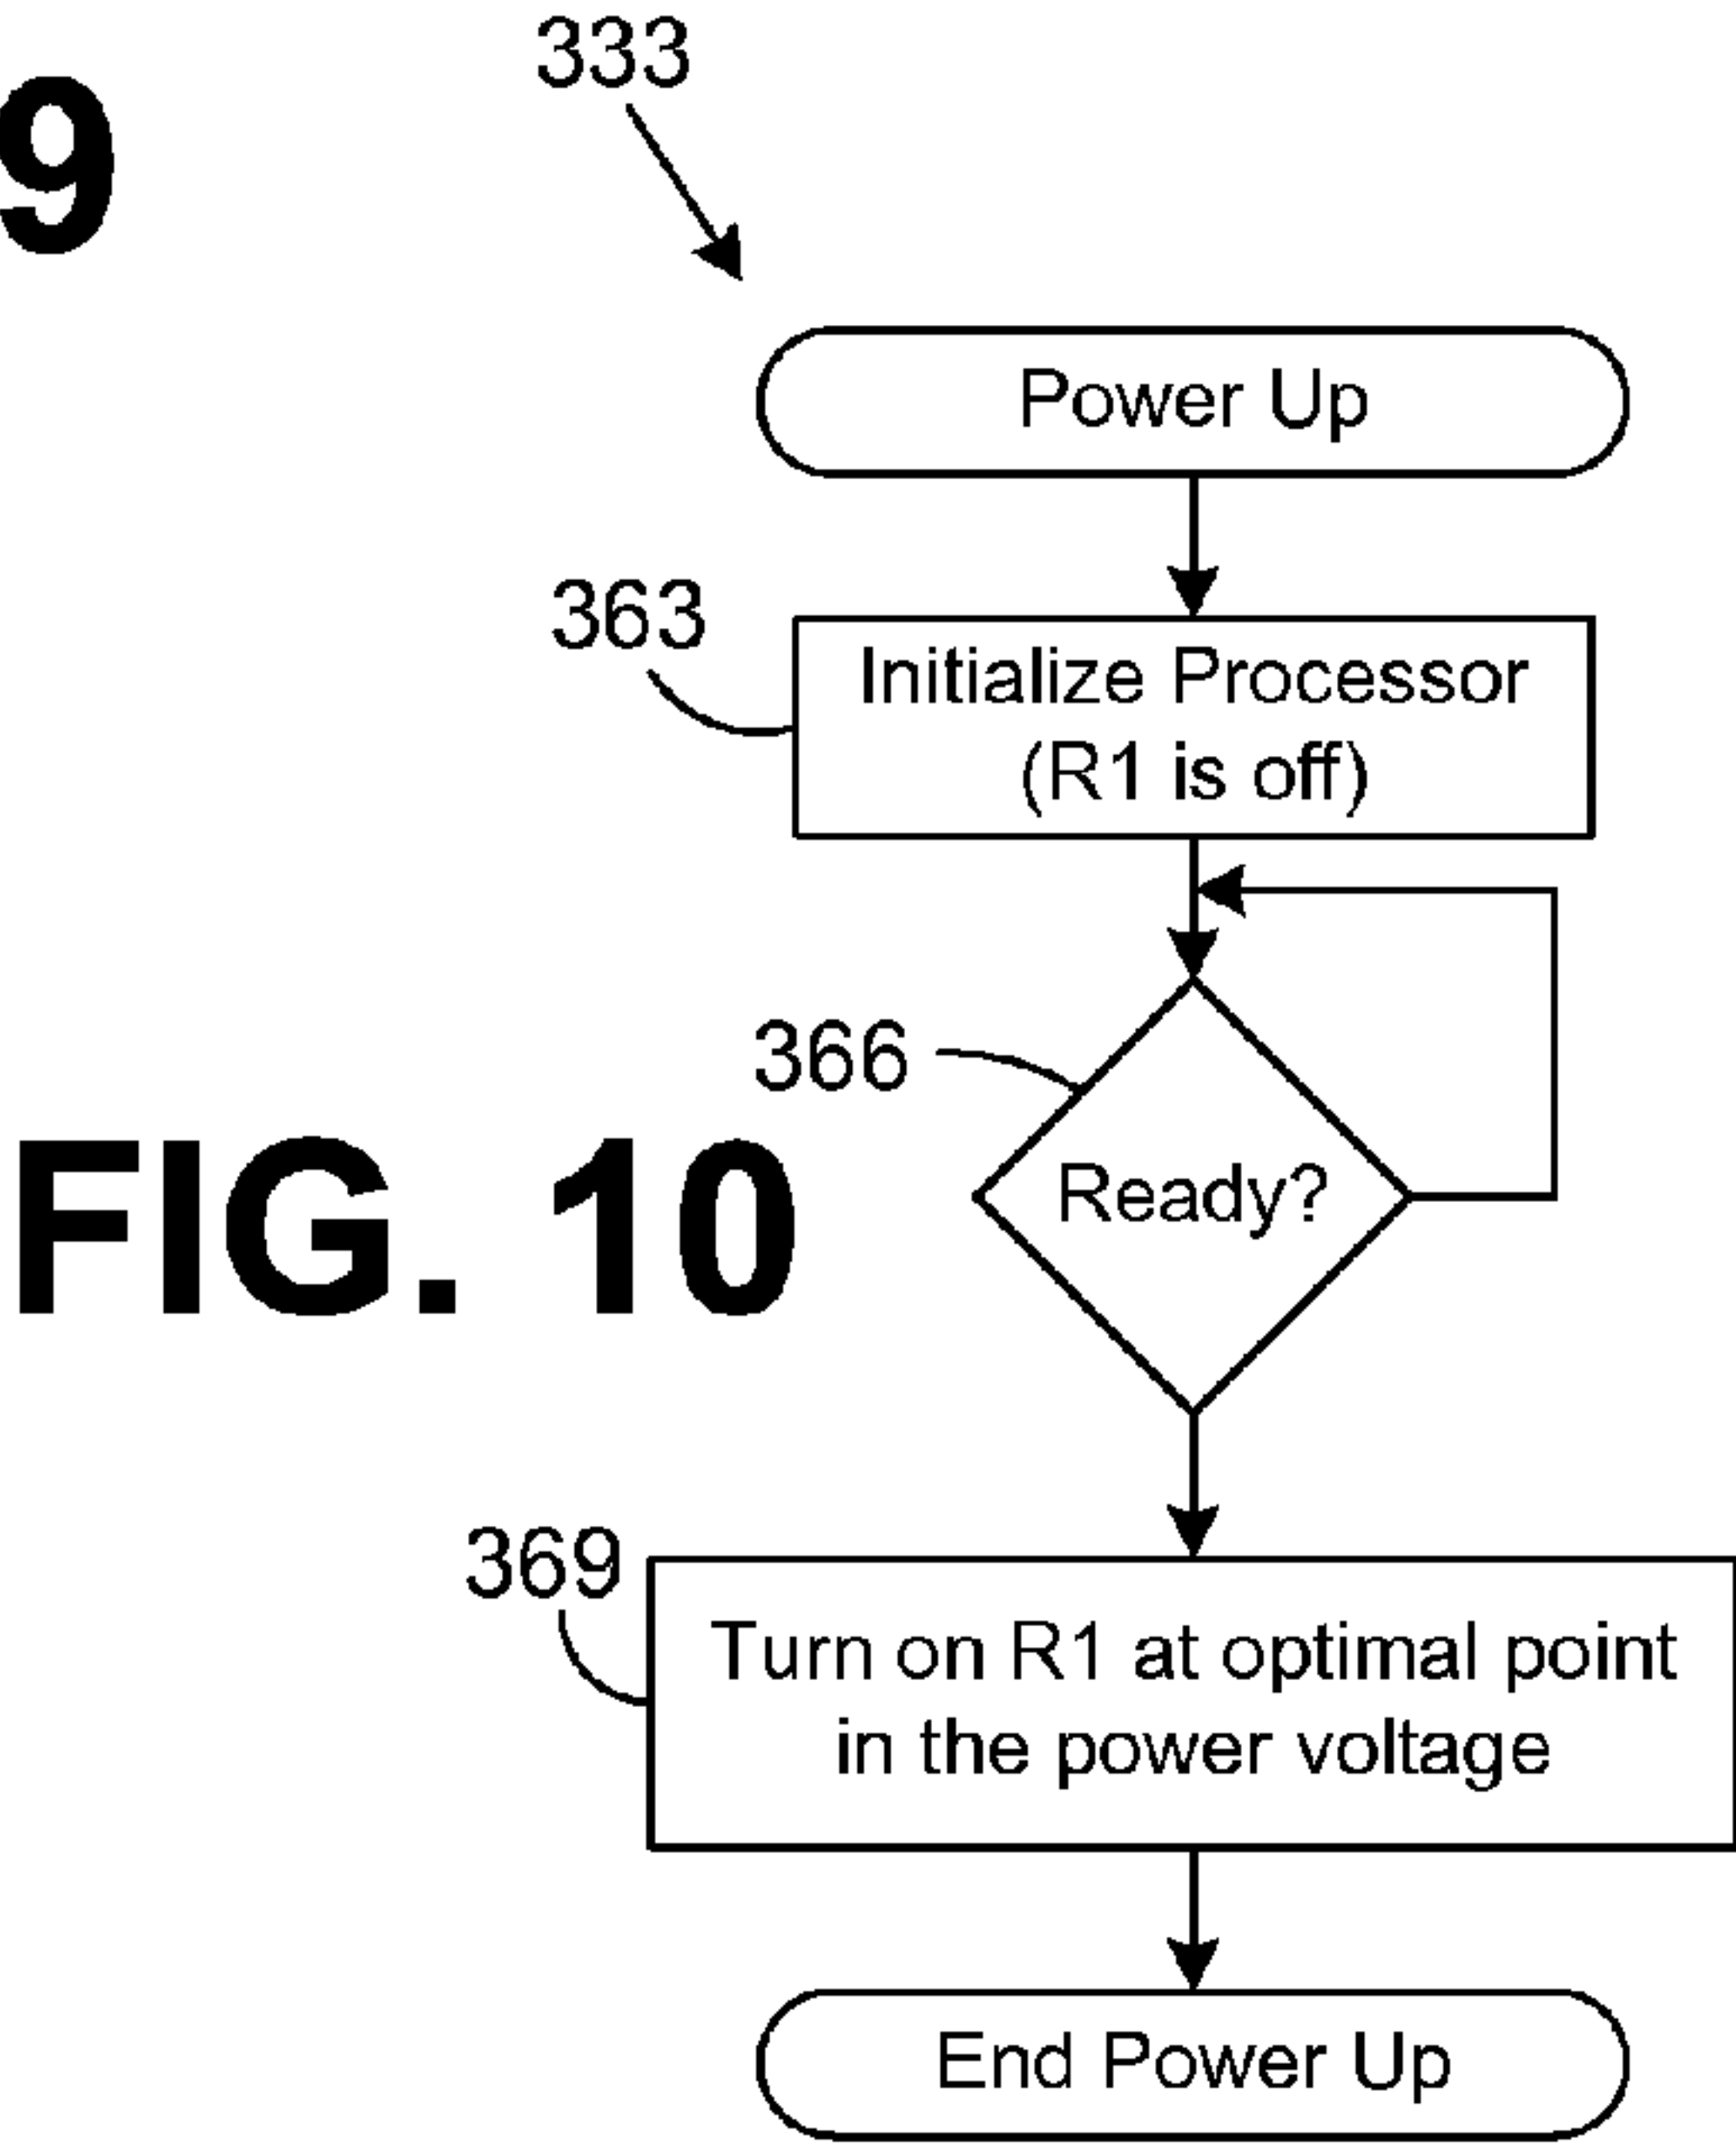 333
9
Power Up
363
Initialize Processor
(R1 is off)
366
Ready?
FIG. 10
369
Turn on R1 at optimal point
in the power voltage
End Power Up